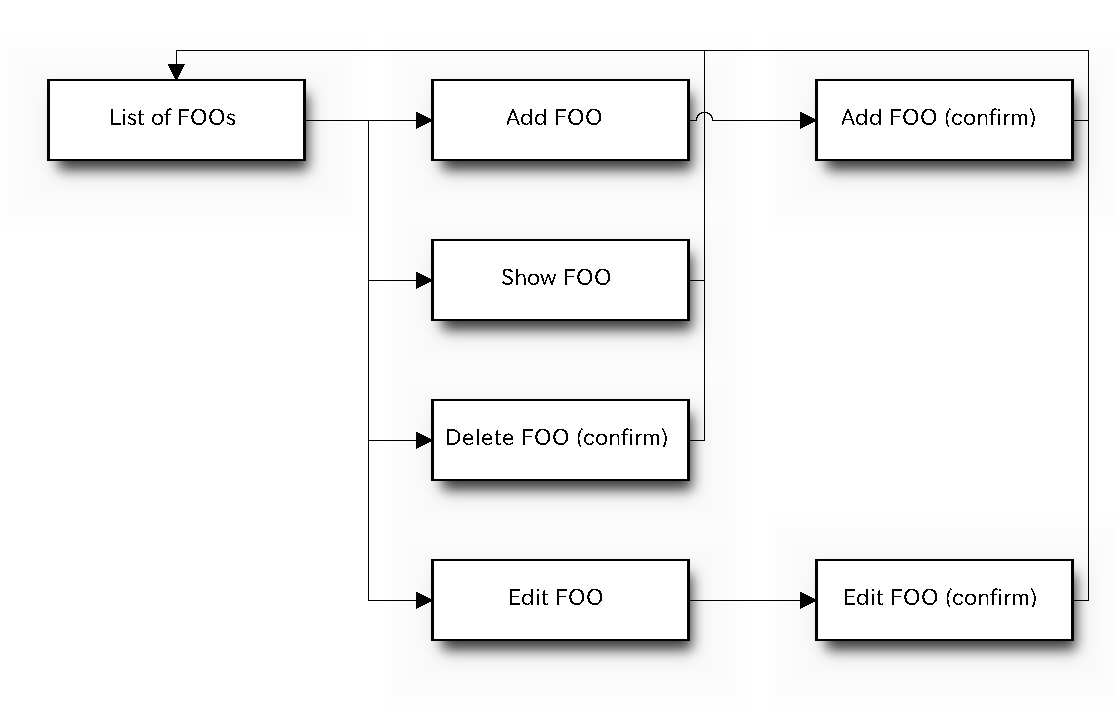 List of FOOs
Add FOO
Add FOO (confirm)
Show FOO
Delete FOO (confirm)
Edit FOO
Edit FOO (confirm)